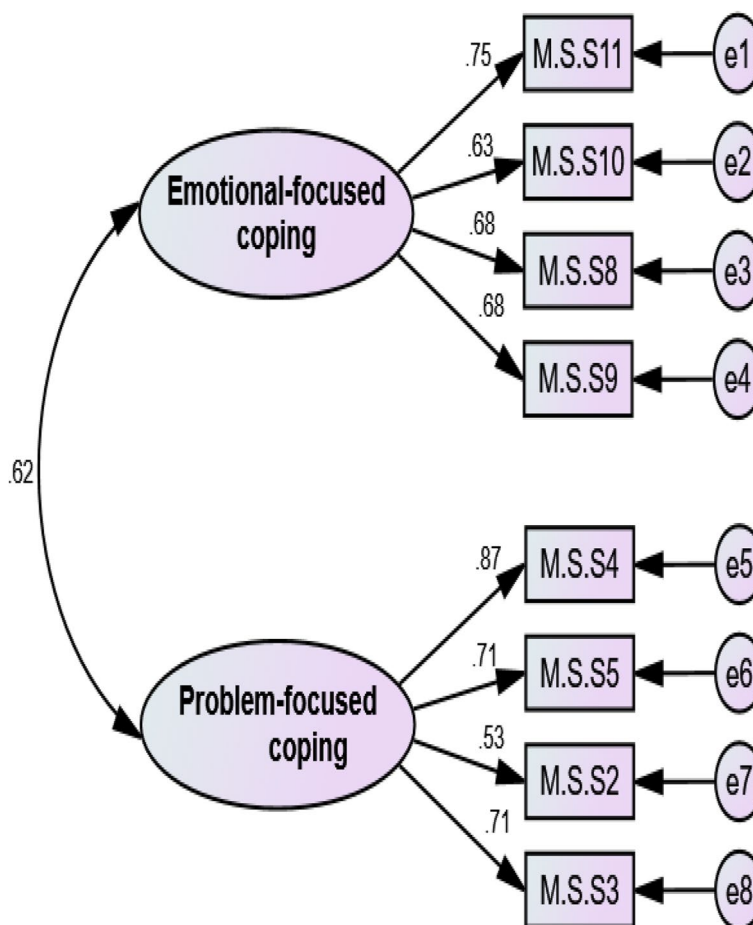 .75
M.S.S11
e1
.63
M.S.S10
e2
Emotional-focused
coping
.68
M.S.S8
e3
.68
M.S.S9
e4
.62
.87
M.S.S4
e5
.71
M.S.S5
e6
Problem-focused
coping
.53
M.S.S2
e7
.71
M.S.S3
e8